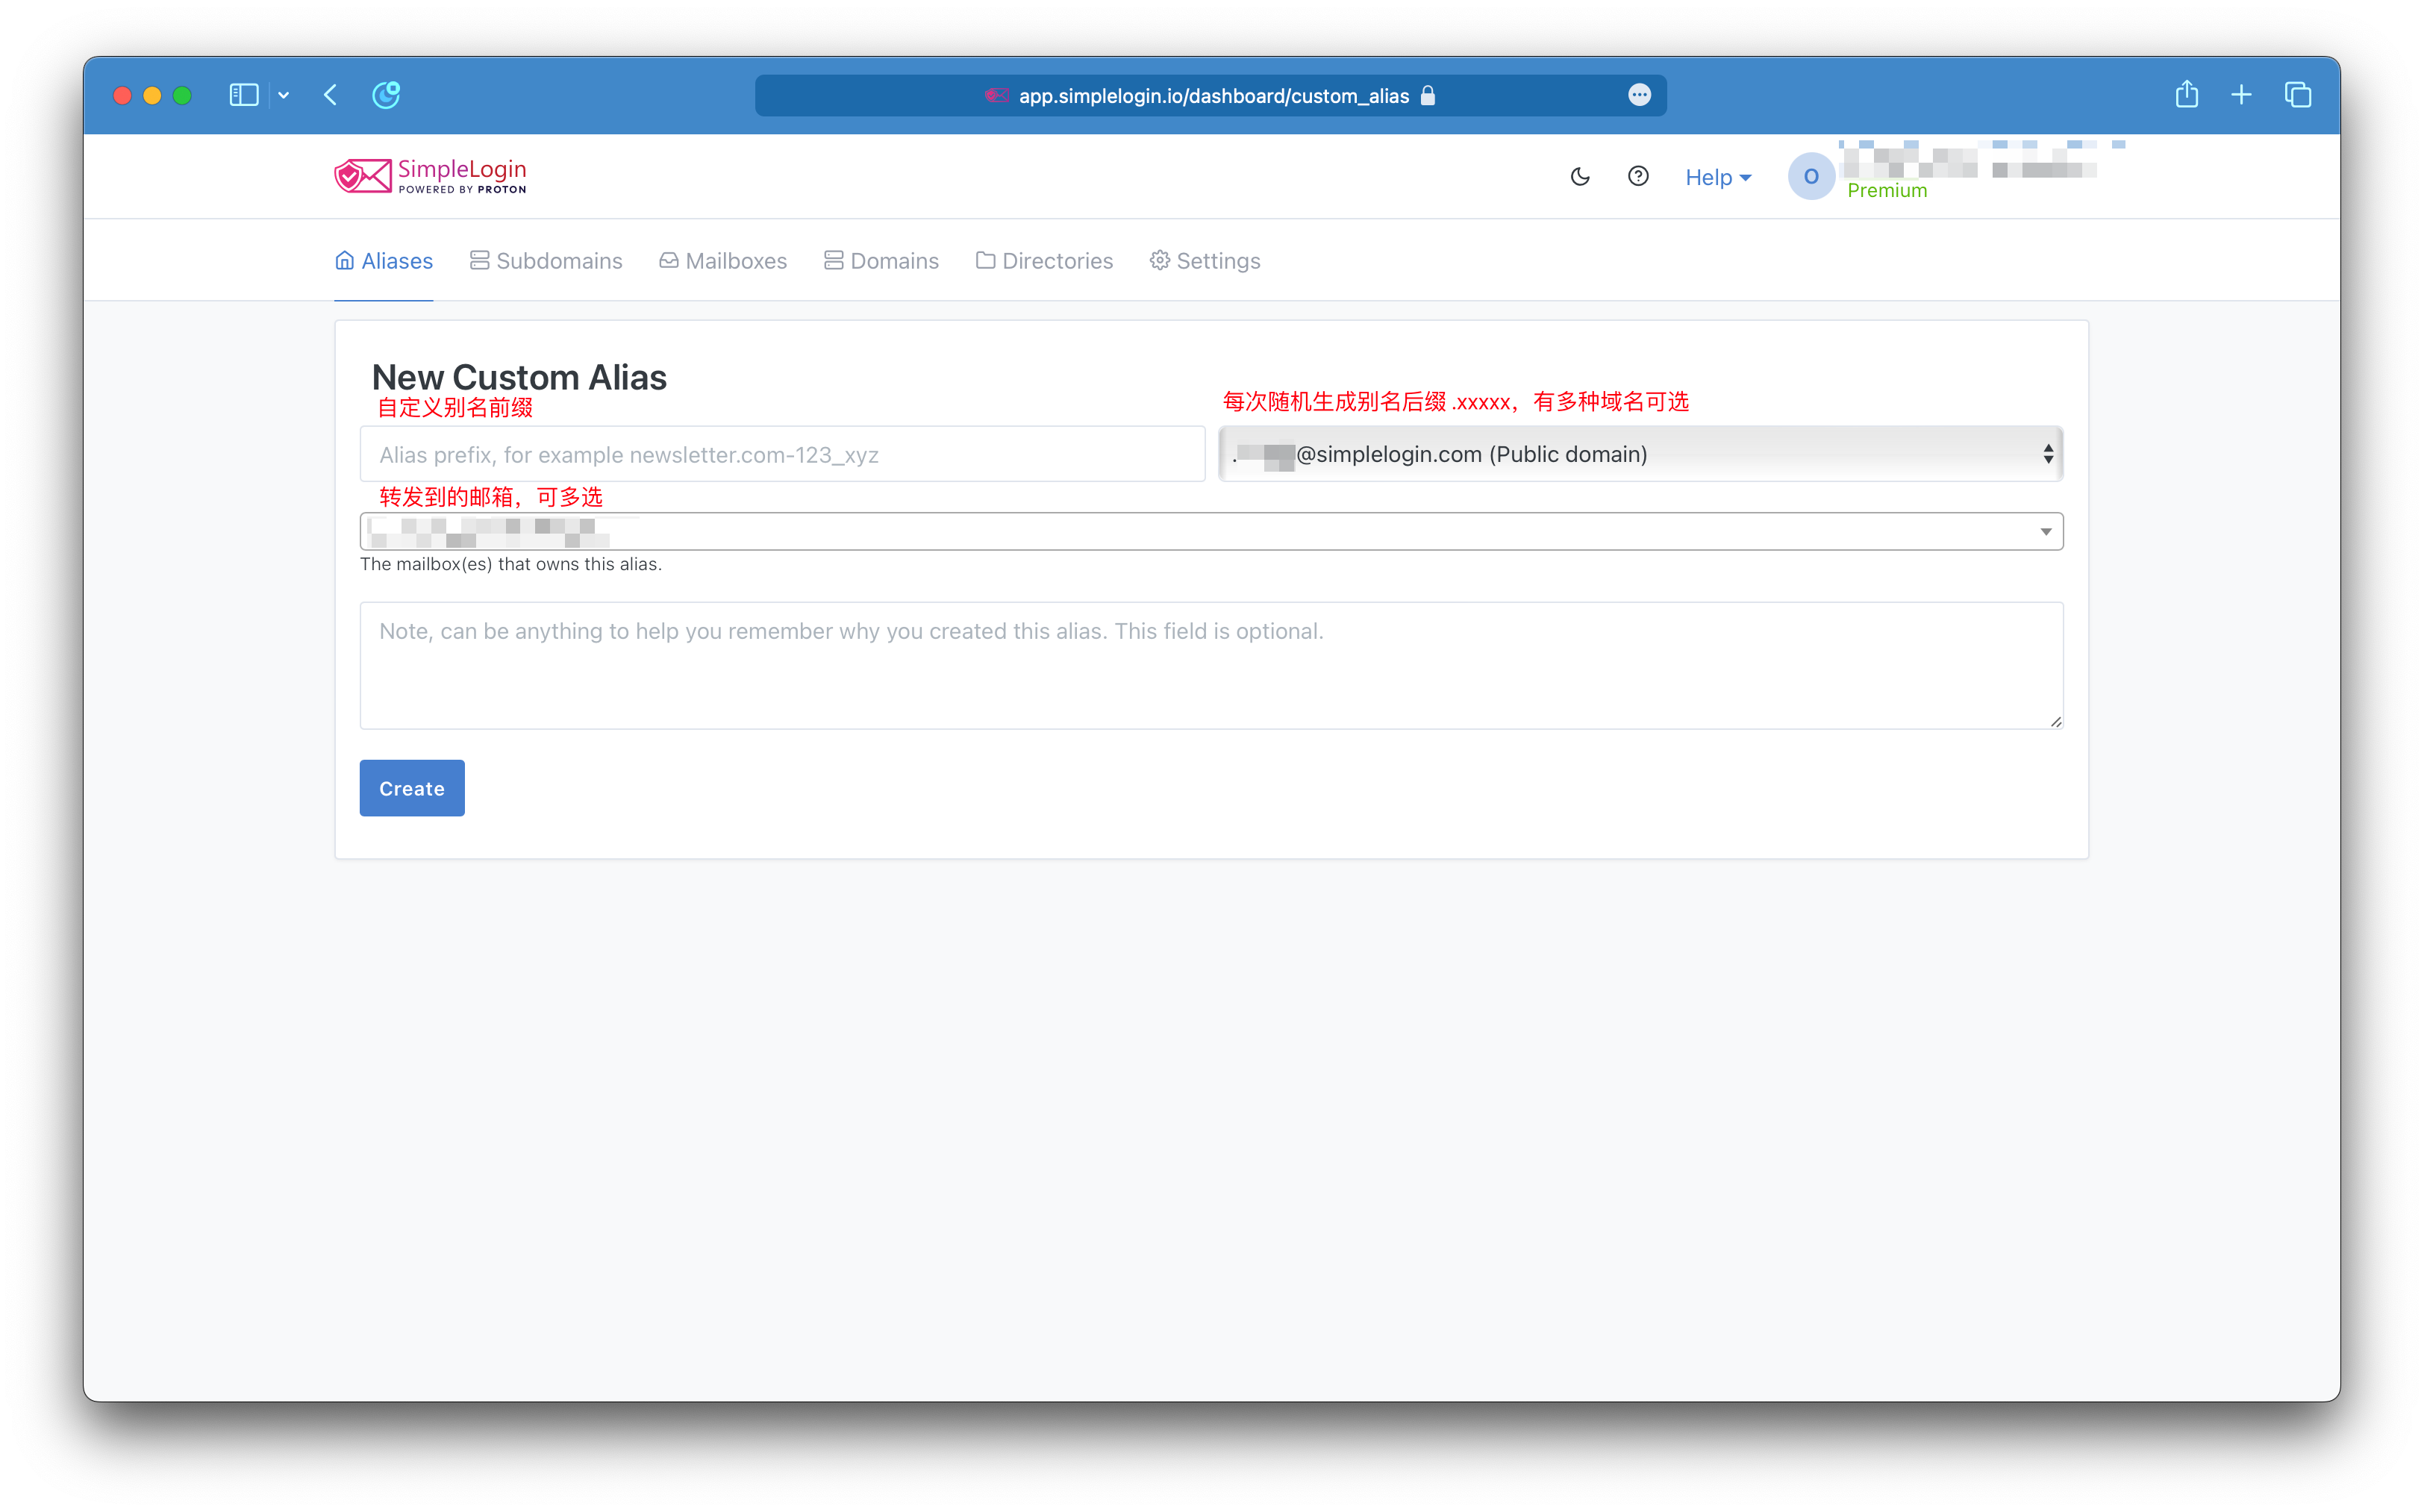 app.simplelogin.io/dashboard/custom_alias
SimpleLogin
POWERED BY PROTON
Help
O
Premium
Aliases
Subdomains
Mailboxes
Domains
Directories
Settings
New Custom Alias
自定义别名前缀
每次随机生成别名后缀 .xxxxx，有多种域名可选
Alias prefix, for example newsletter.com-123_xyz
.@simplelogin.com (Public domain)
转发到的邮箱，可多选
The mailbox(es) that owns this alias.
Note, can be anything to help you remember why you created this alias. This field is optional.
Create